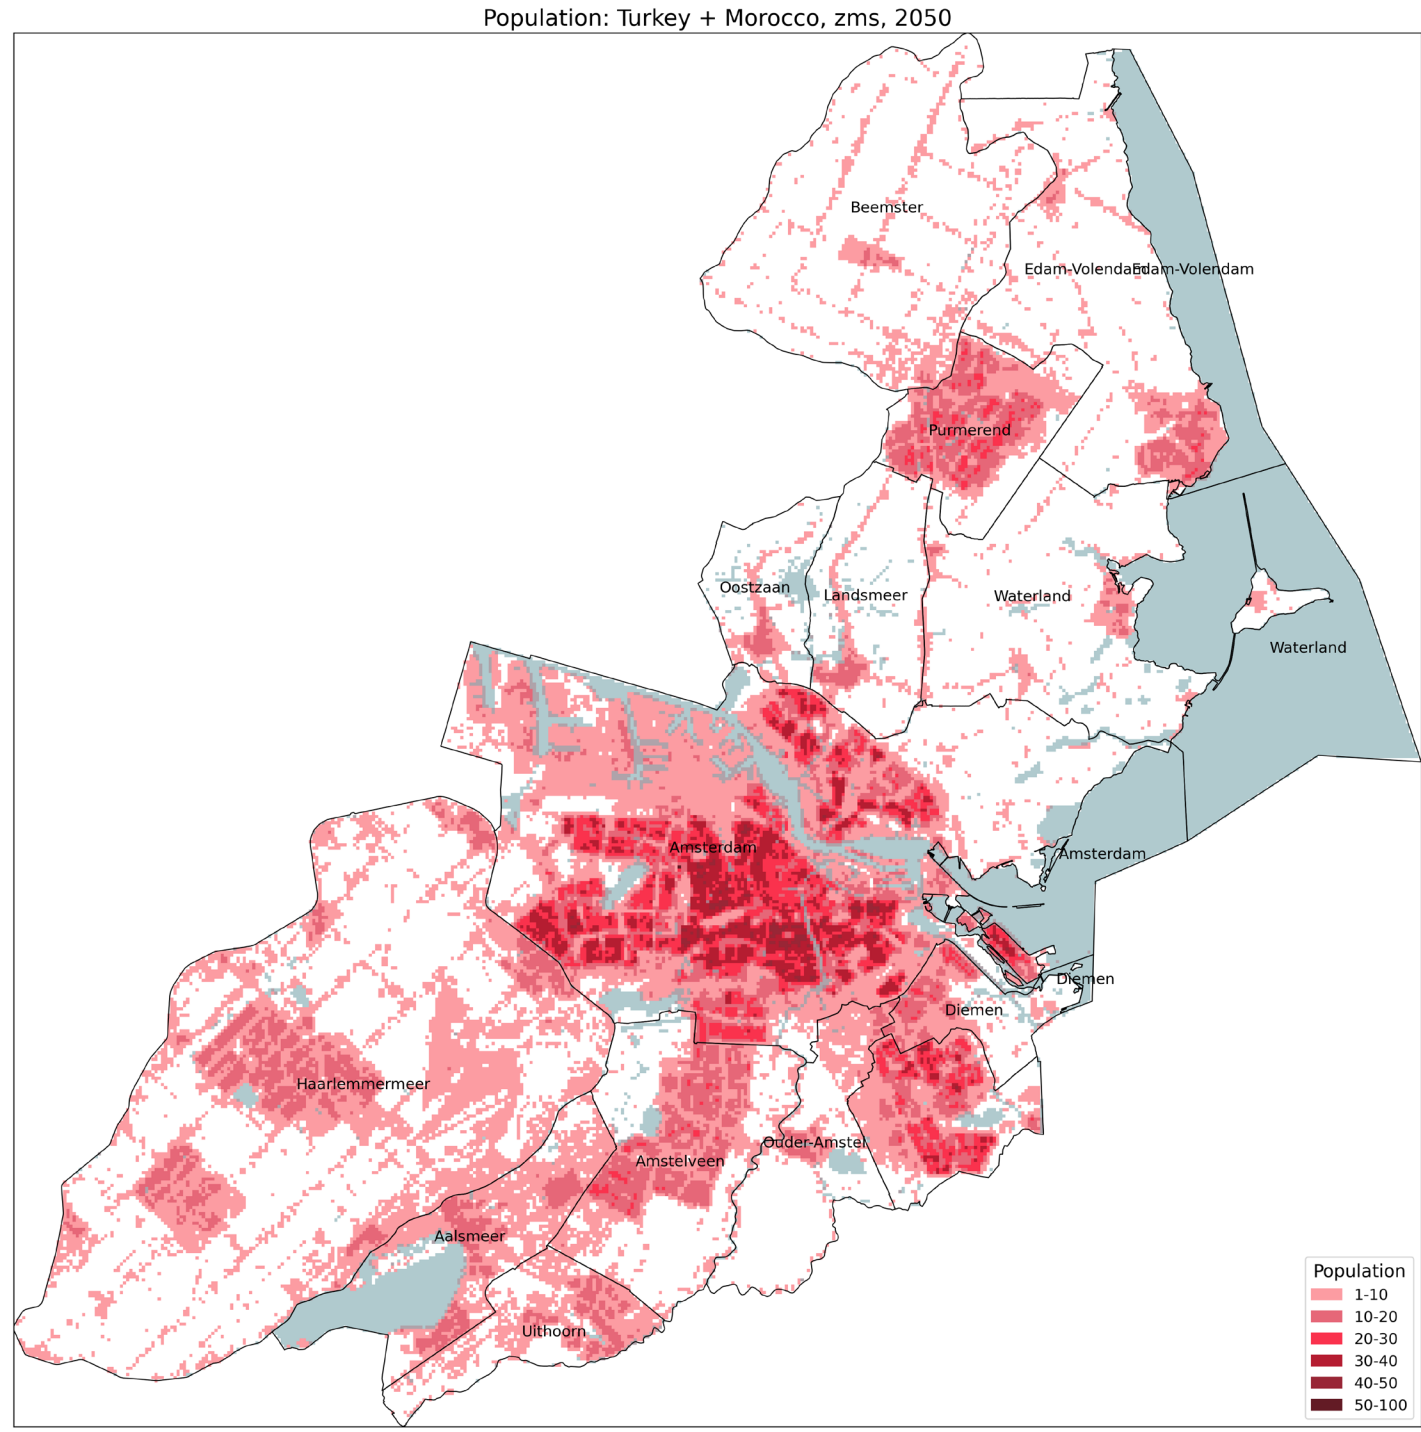 Population: Turkey + Morocco, zms, 2050
Beemster
Edam-Volendam
Edam-Volendam
Purmerend
Oostzaan
Landsmeer
Waterland
Waterland
Amsterdam
Amsterdam
Diemen
Diemen
Haarlemmermeer
Ouder-Amstel
Amstelveen
Aalsmeer
Uithoorn
Population
1-10
10-20
20-30
30-40
40-50
50-100